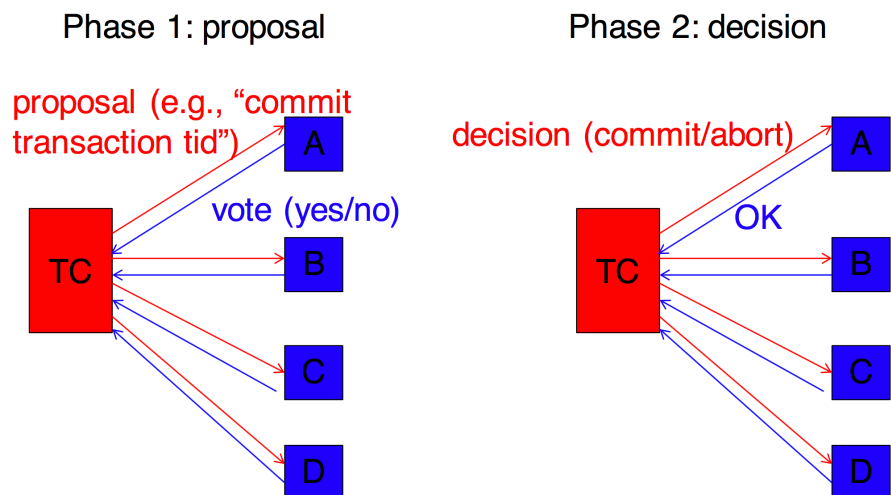 Phase 1: proposal
proposal (e.g., “commit
transaction tid”)
A
vote (yes/no)
TC
B
C
D
Phase 2: decision
decision (commit/abort)
A
OK
TC
B
C
D